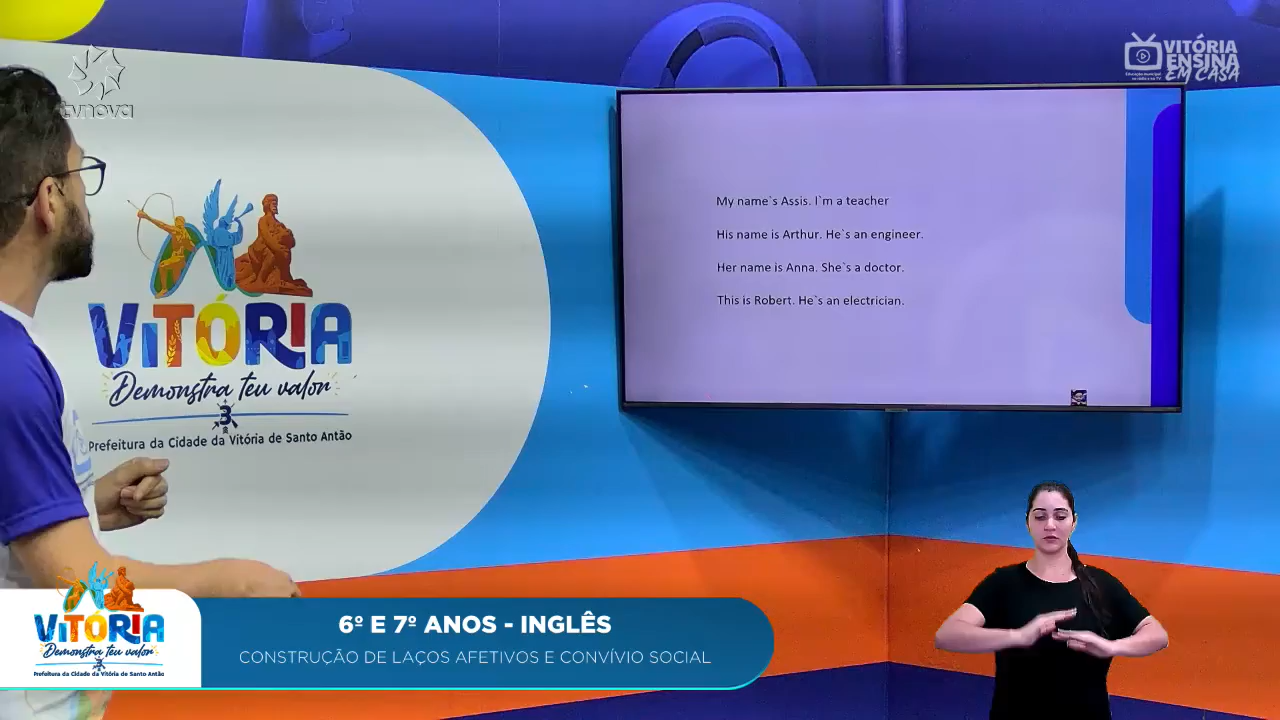 tvnova
VITÓRIA
ENSINA
EM CASA
My name`s Assis. I`m a teacher
His name is Arthur. He`s an engineer.
Her name is Anna. She`s a doctor.
This is Robert. He`s an electrician.
VITÓRIA
Demonstra teu valor
3
Prefeitura da Cidade da Vitória de Santo Antão
VITÓRIA
Demonstra teu valor
3
Prefeitura da Cidade da Vitória de Santo Antão
6º E 7º ANOS - INGLÊS
CONSTRUÇÃO DE LAÇOS AFETIVOS E CONVÍVIO SOCIAL